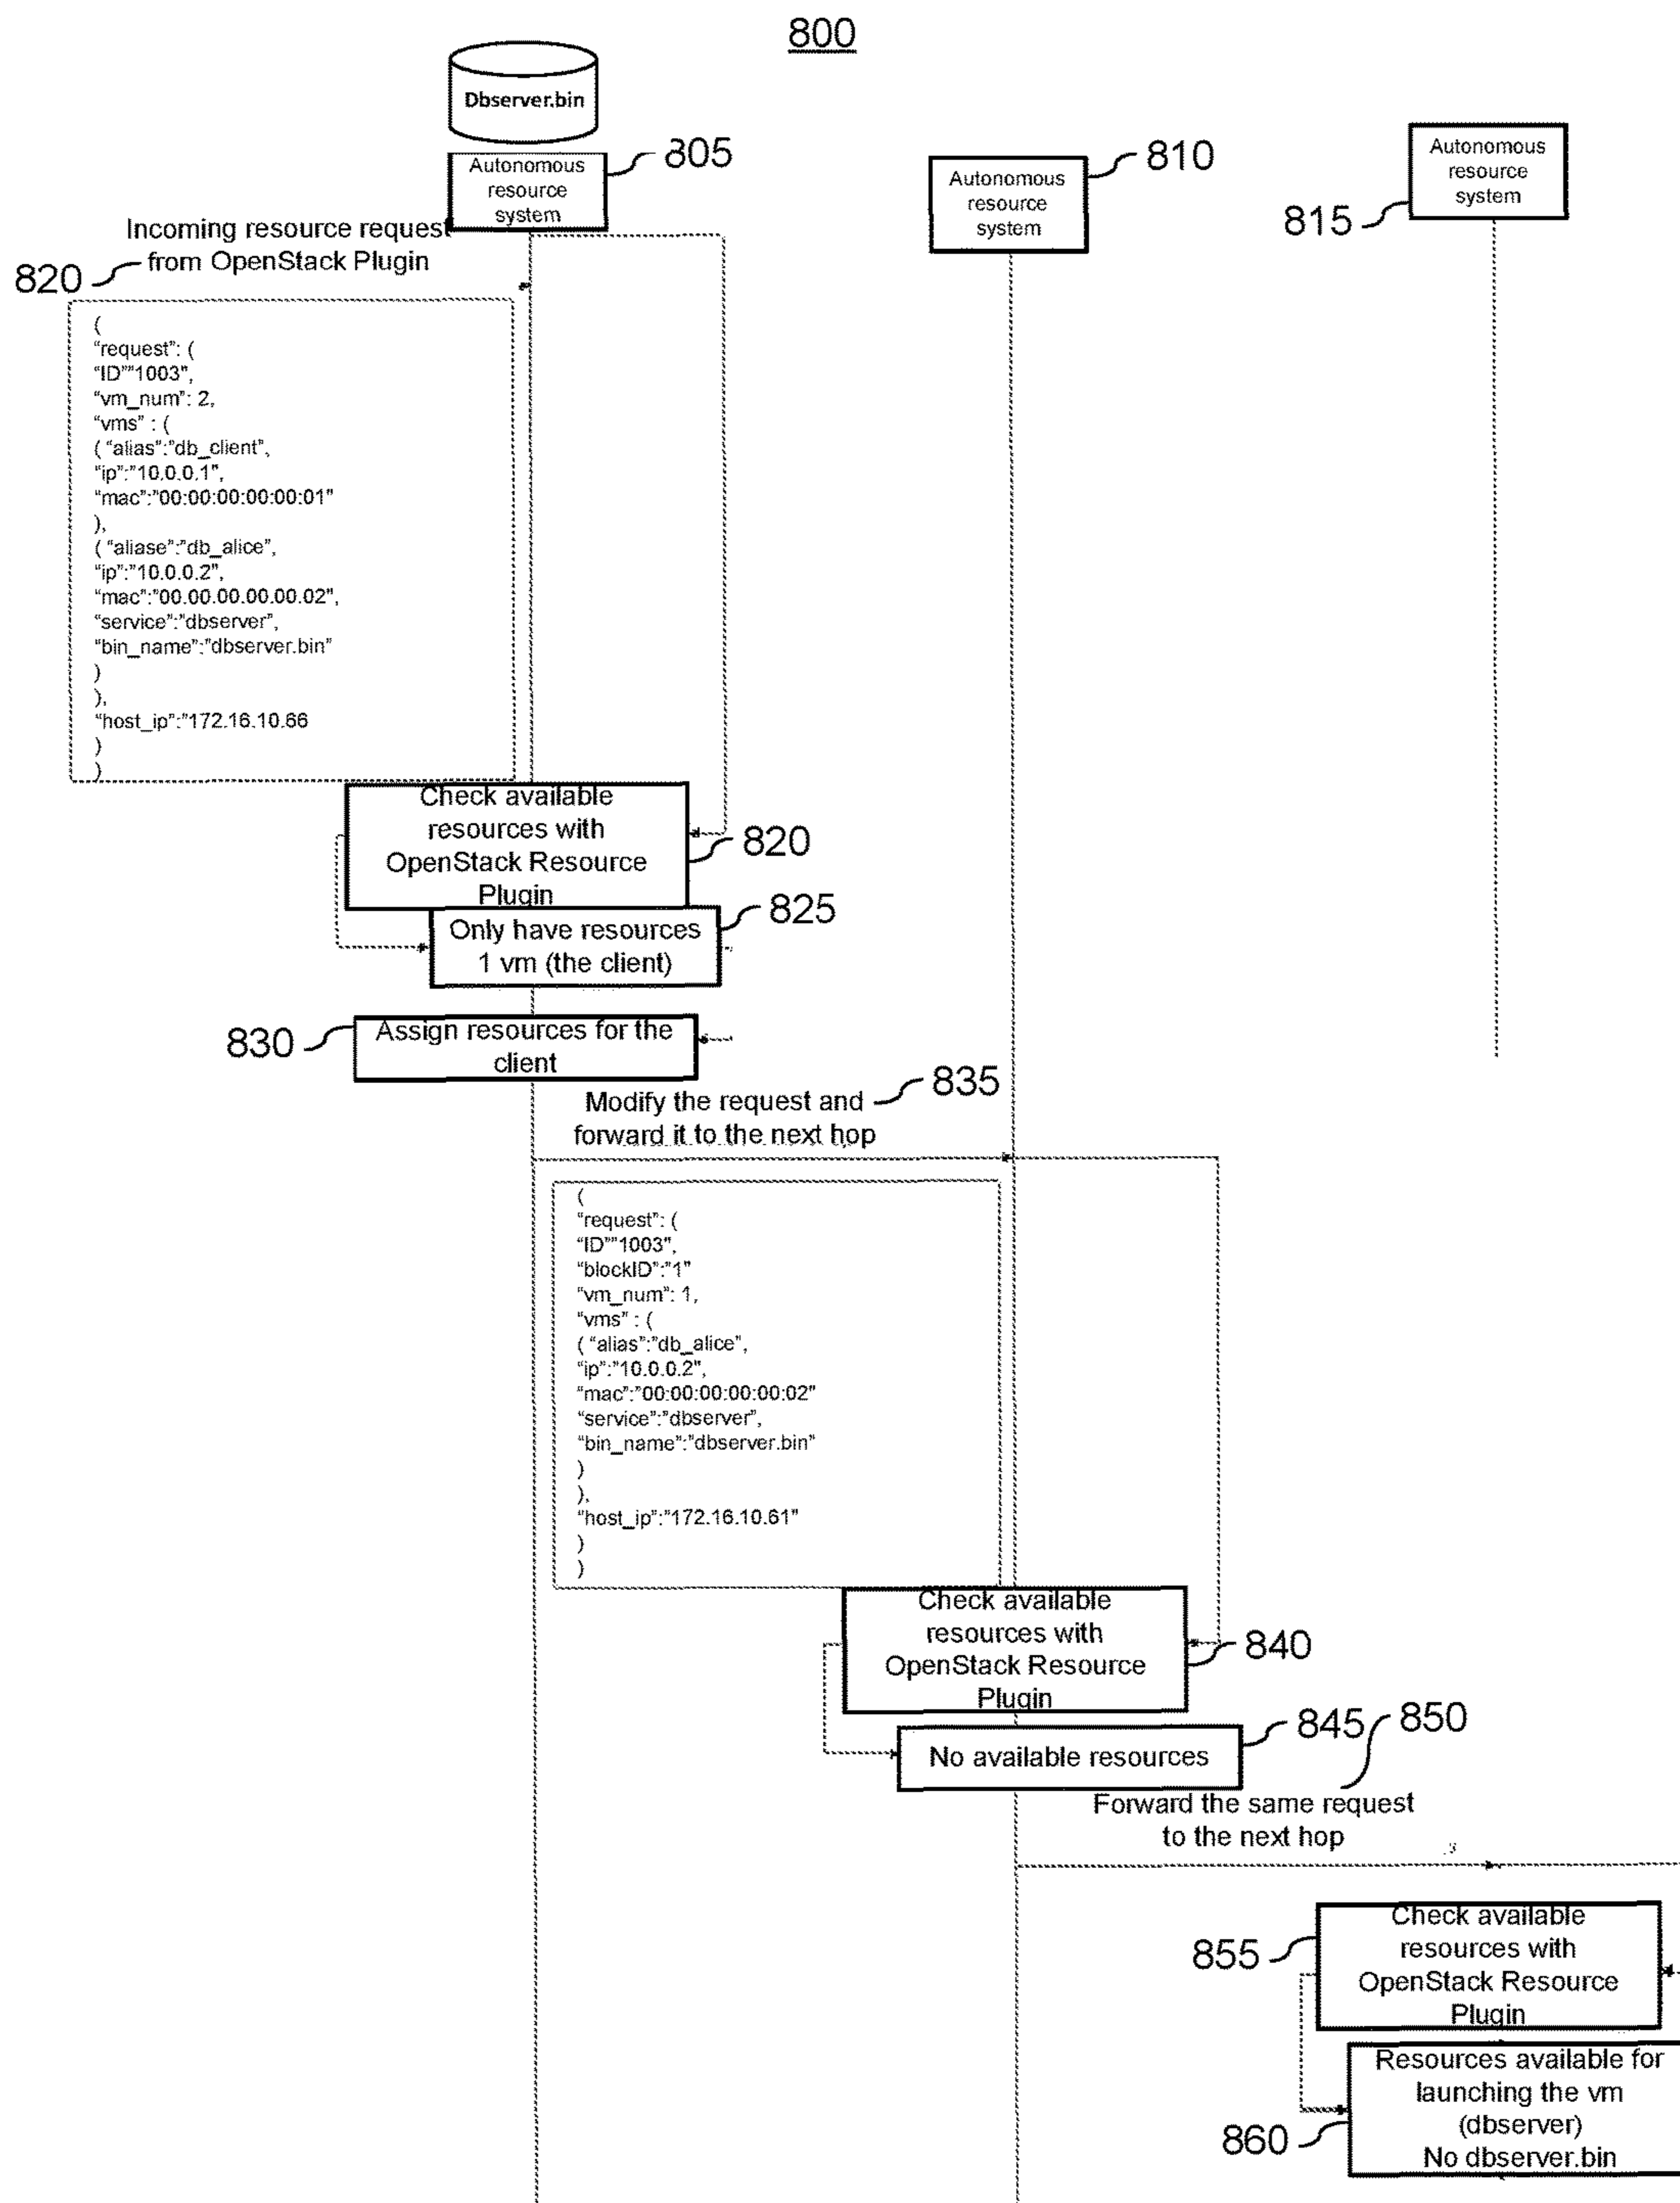 800
Dbserver.bin
Autonomous
resource
system
805
Autonomous
resource
system
810
Autonomous
resource
system
815
Incoming resource request
from OpenStack Plugin
820
(
"request": (
"ID""1003",
"vm_num": 2,
"vms" : (
( "alias":"db_client",
"ip":"10.0.0.1",
"mac":"00:00:00:00:00:01"
),
( "aliase":"db_alice",
"ip":"10.0.0.2",
"mac":"00.00.00.00.00.02",
"service":"dbserver",
"bin_name":"dbserver.bin"
)
),
"host_ip":"172.16.10.66
)
)
Check available
resources with
OpenStack Resource
Plugin
820
Only have resources
1 vm (the client)
825
Assign resources for the
client
830
Modify the request and
forward it to the next hop
835
(
"request": (
"ID""1003",
"blockID":"1"
"vm_num": 1,
"vms" : (
( "alias":"db_alice",
"ip":"10.0.0.2",
"mac":"00:00:00:00:00:02"
"service":"dbserver",
"bin_name":"dbserver.bin"
)
),
"host_ip":"172.16.10.61"
)
)
Check available
resources with
OpenStack Resource
Plugin
840
No available resources
845
850
Forward the same request
to the next hop
Check available
resources with
OpenStack Resource
Plugin
855
Resources available for
launching the vm
(dbserver)
No dbserver.bin
860